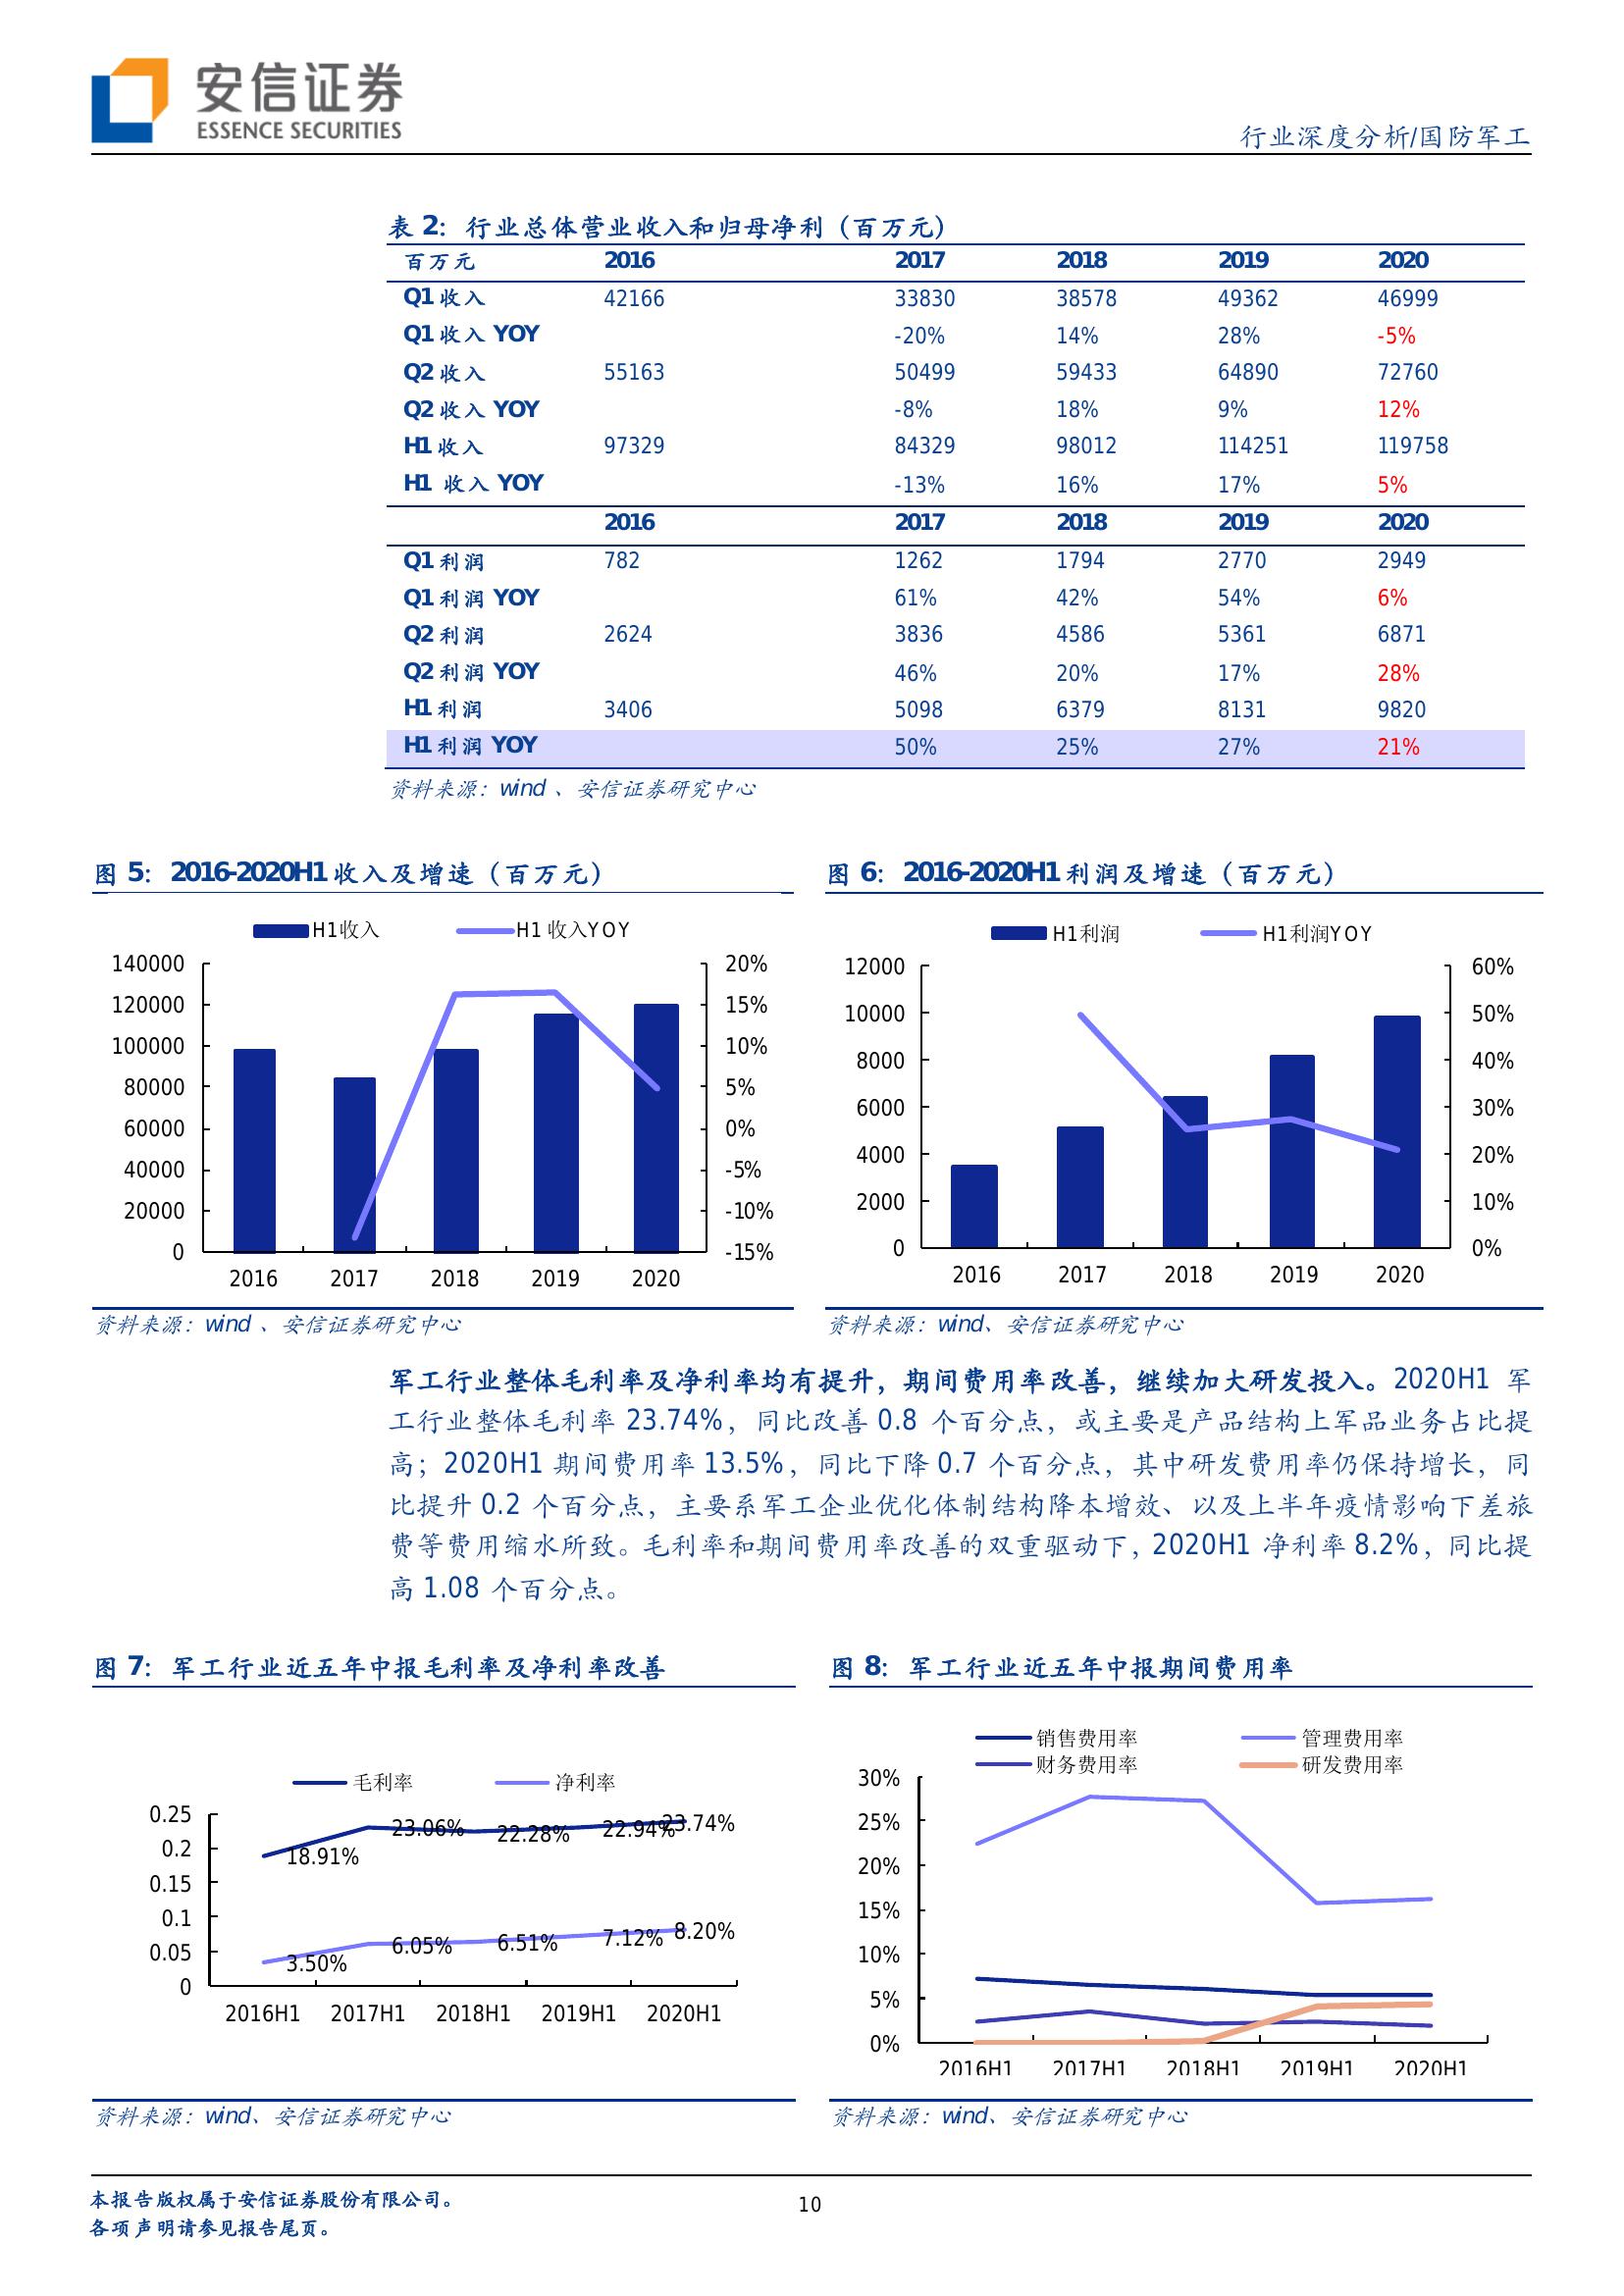 安信证券
ESSENCE SECURITIES
行业深度分析/国防军工
表 2：行业总体营业收入和归母净利（百万元）
百万元 2016 2017 2018 2019 2020
Q1 收入 42166 33830 38578 49362 46999
Q1 收入 YOY -20% 14% 28% -5%
Q2 收入 55163 50499 59433 64890 72760
Q2 收入 YOY -8% 18% 9% 12%
H1 收入 97329 84329 98012 114251 119758
H1 收入 YOY -13% 16% 17% 5%
2016 2017 2018 2019 2020
Q1 利润 782 1262 1794 2770 2949
Q1 利润 YOY 61% 42% 54% 6%
Q2 利润 2624 3836 4586 5361 6871
Q2 利润 YOY 46% 20% 17% 28%
H1 利润 3406 5098 6379 8131 9820
H1 利润 YOY 50% 25% 27% 21%
资料来源：wind 、安信证券研究中心
图 5：2016-2020H1 收入及增速（百万元）
H1收入 H1 收入YOY
140000 20%
120000 15%
100000 10%
80000 5%
60000 0%
40000 -5%
20000 -10%
0 -15%
2016 2017 2018 2019 2020
资料来源：wind 、安信证券研究中心
图 6：2016-2020H1 利润及增速（百万元）
H1利润 H1利润YOY
12000 60%
10000 50%
8000 40%
6000 30%
4000 20%
2000 10%
0 0%
2016 2017 2018 2019 2020
资料来源：wind、安信证券研究中心
军工行业整体毛利率及净利率均有提升，期间费用率改善，继续加大研发投入。2020H1 军
工行业整体毛利率 23.74%，同比改善 0.8 个百分点，或主要是产品结构上军品业务占比提
高；2020H1 期间费用率 13.5%，同比下降 0.7 个百分点，其中研发费用率仍保持增长，同
比提升 0.2 个百分点，主要系军工企业优化体制结构降本增效、以及上半年疫情影响下差旅
费等费用缩水所致。毛利率和期间费用率改善的双重驱动下，2020H1 净利率 8.2%，同比提
高 1.08 个百分点。
图 7：军工行业近五年中报毛利率及净利率改善
毛利率 净利率
0.25
0.2
0.15
0.1
0.05
0
18.91% 23.06% 22.28% 22.94% 23.74%
3.50% 6.05% 6.51% 7.12% 8.20%
2016H1 2017H1 2018H1 2019H1 2020H1
资料来源：wind、安信证券研究中心
图 8：军工行业近五年中报期间费用率
销售费用率 管理费用率
财务费用率 研发费用率
30%
25%
20%
15%
10%
5%
0%
2016H1 2017H1 2018H1 2019H1 2020H1
资料来源：wind、安信证券研究中心
本报告版权属于安信证券股份有限公司。
各项声明请参见报告尾页。
10